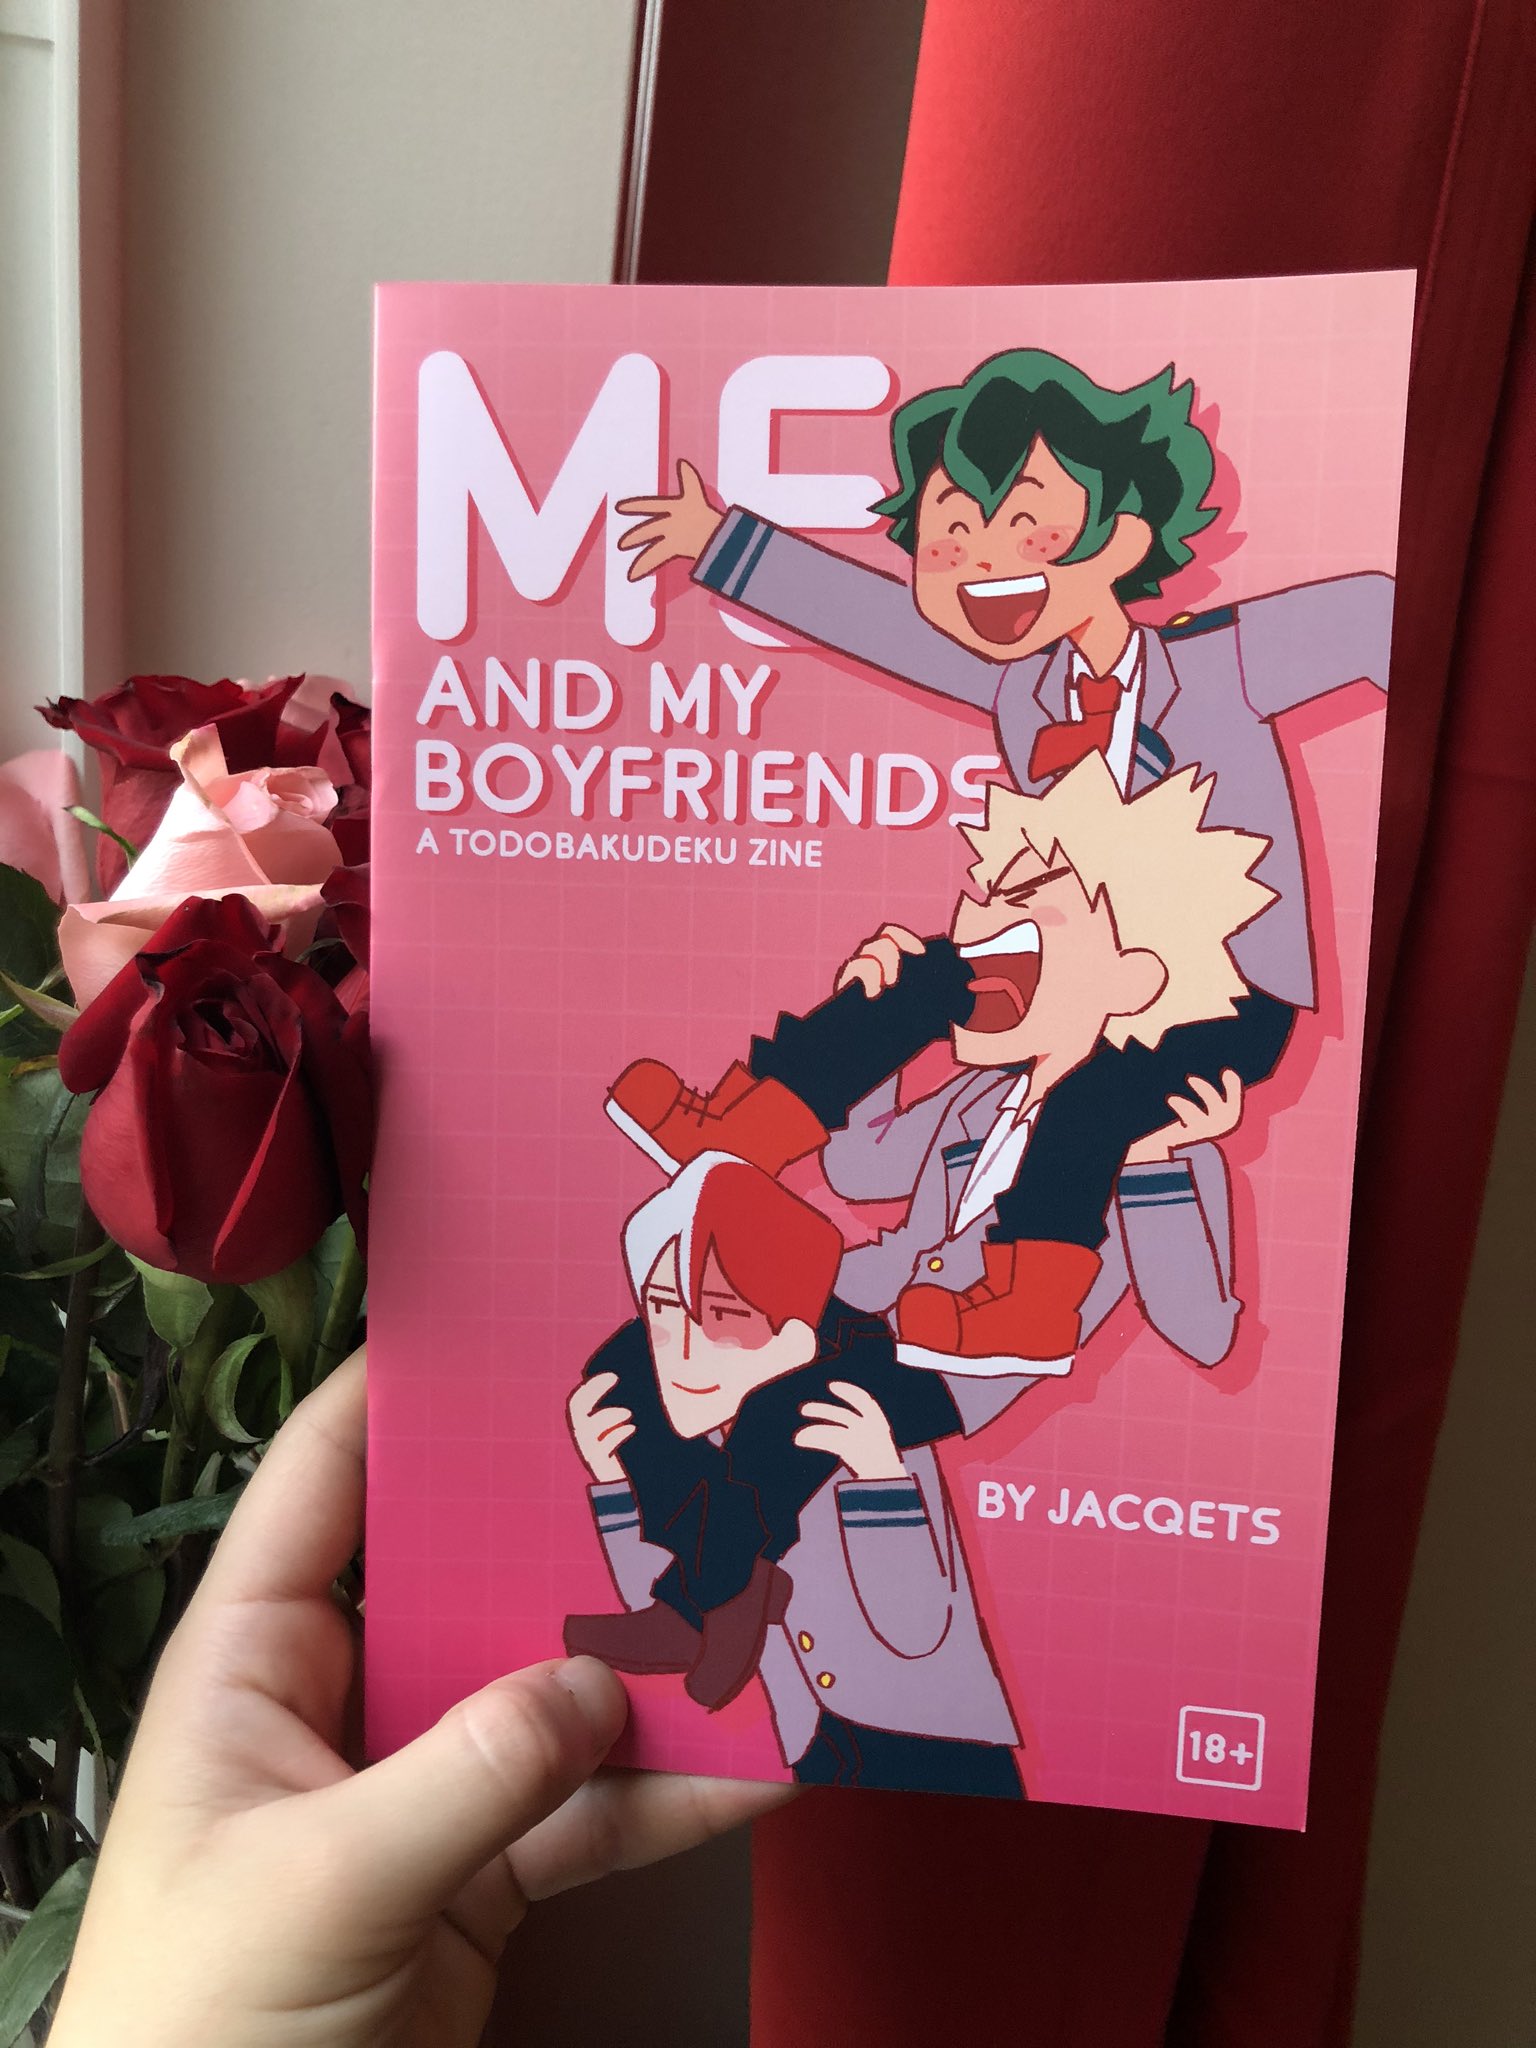 ME
AND MY
BOYFRIENDS
A TODOBAKUDEKU ZINE
BY JACQETS
18+